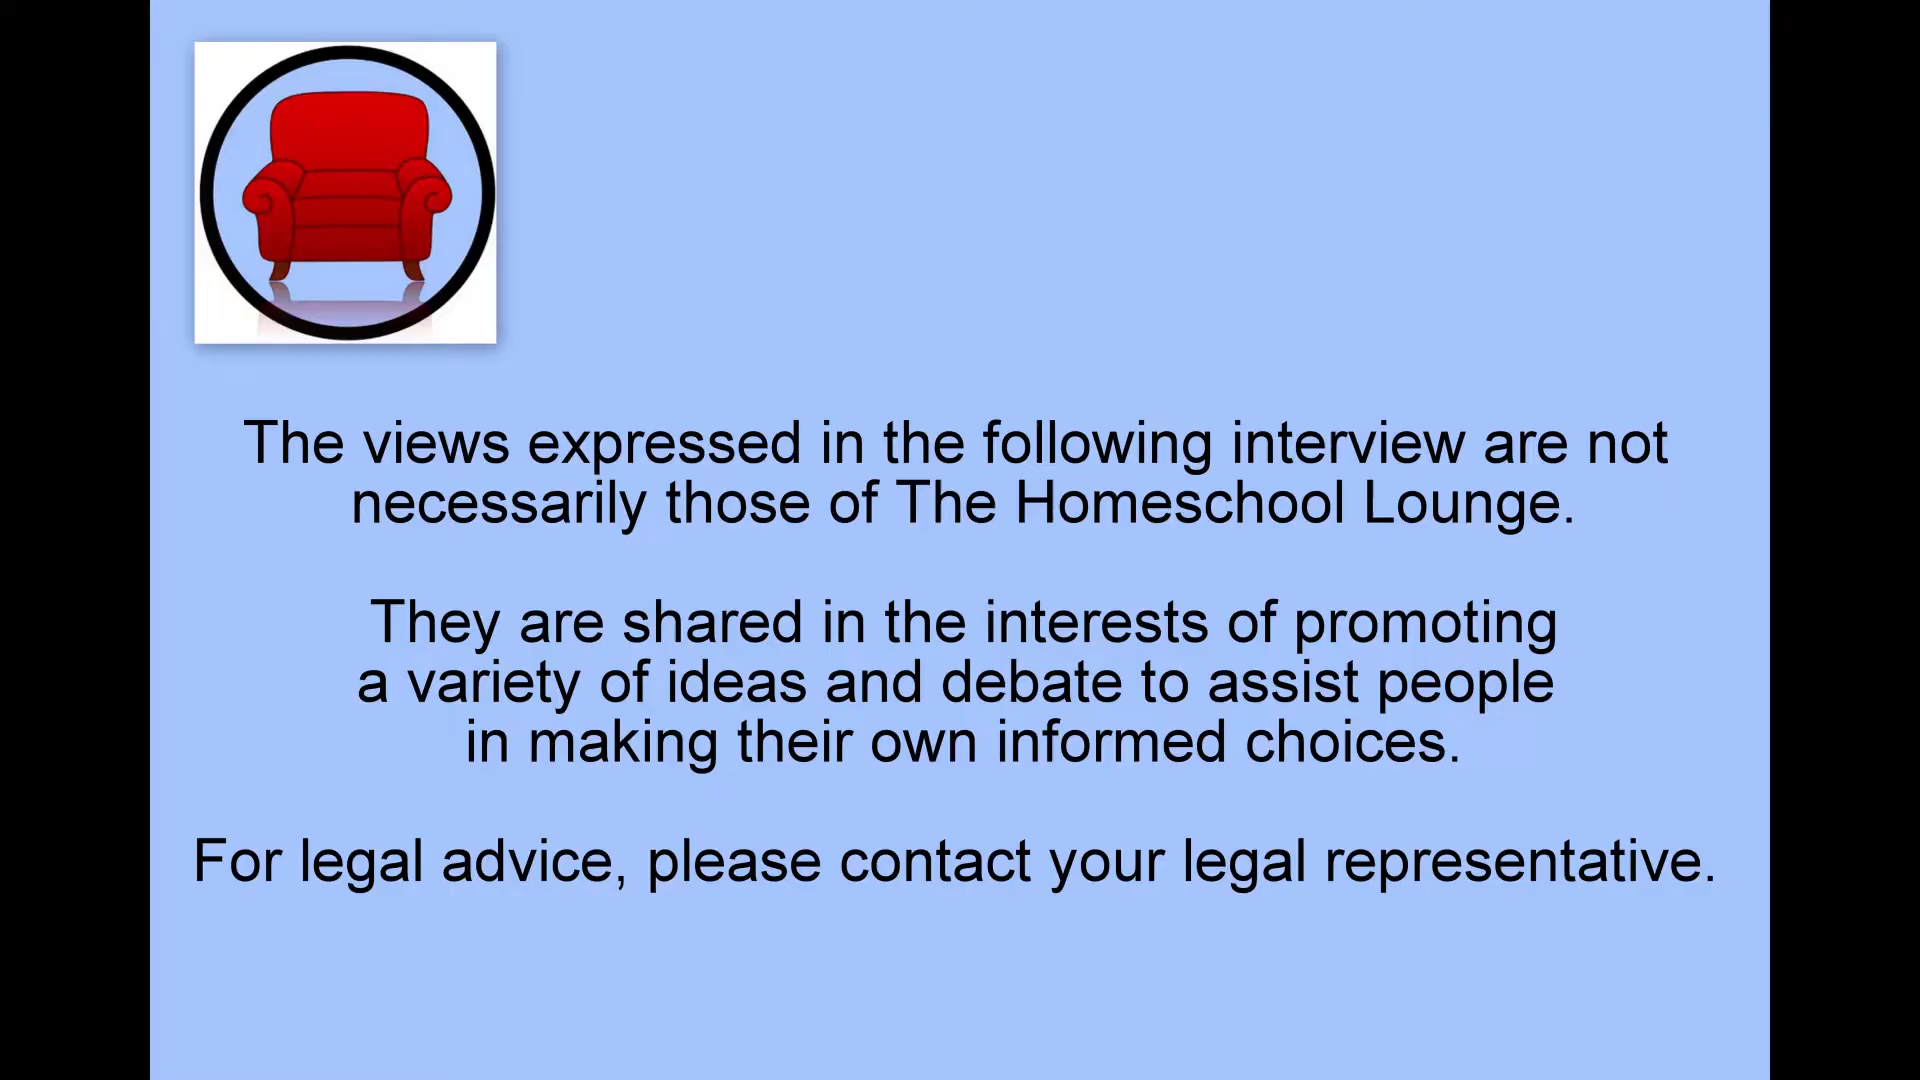 The views expressed in the following interview are not
necessarily those of The Homeschool Lounge.
They are shared in the interests of promoting
a variety of ideas and debate to assist people
in making their own informed choices.
For legal advice, please contact your legal representative.